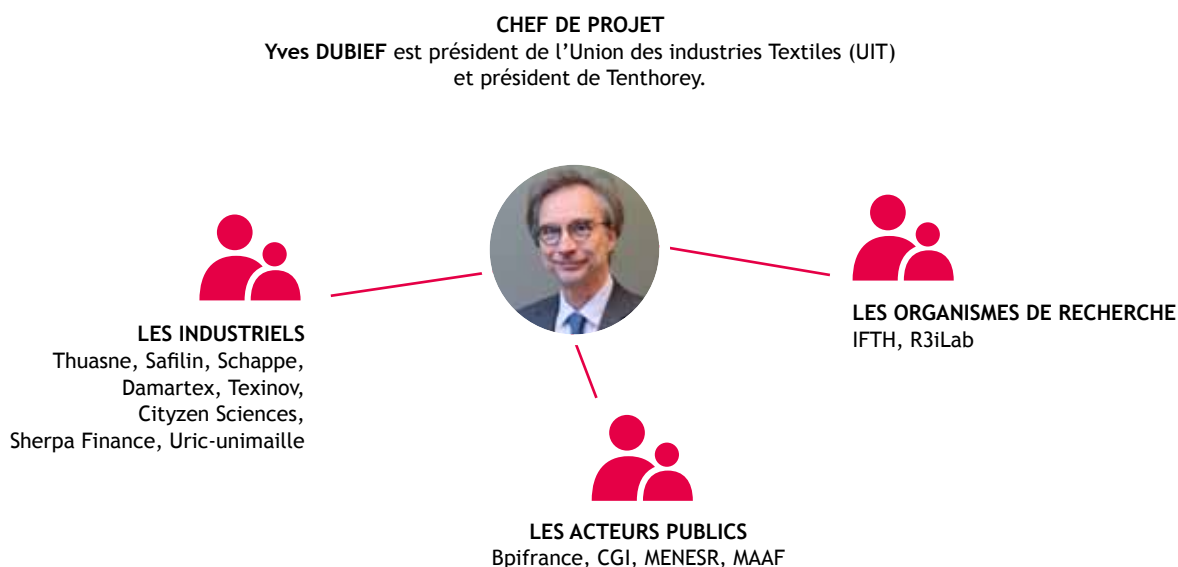 CHEF DE PROJET
Yves DUBIEF est président de l’Union des industries Textiles (UIT)
et président de Tenthorey.
LES INDUSTRIELS
Thuasne, Safilin, Schappe,
Damartex, Texinov,
Cityzen Sciences,
Sherpa Finance, Uric-unimaille
LES ORGANISMES DE RECHERCHE
IFTH, R3iLab
LES ACTEURS PUBLICS
Bpifrance, CGI, MENESR, MAAF